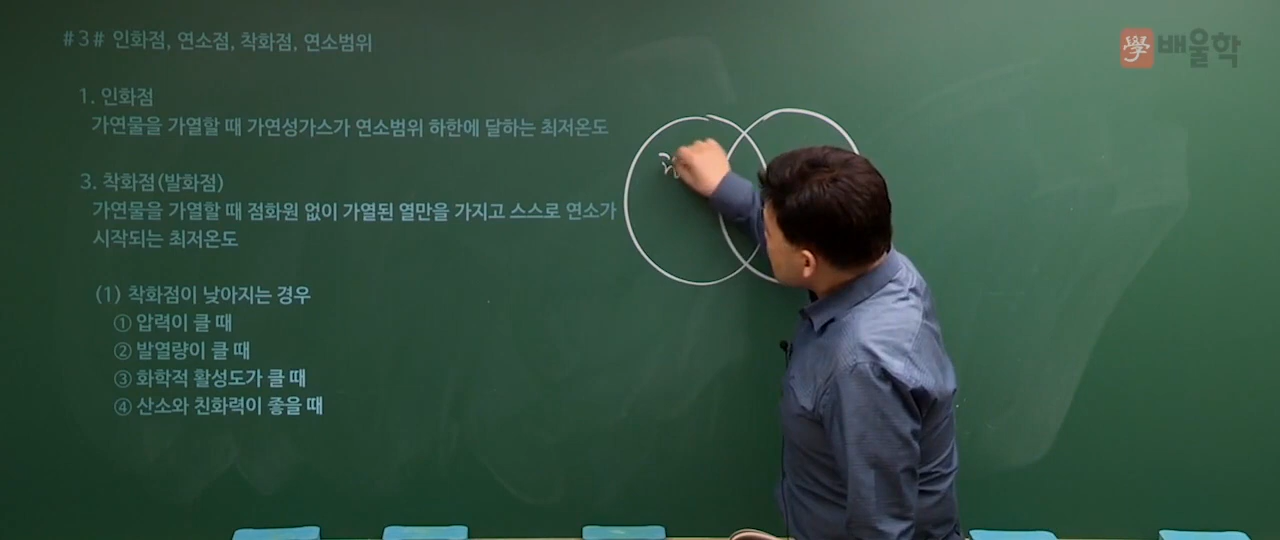 #3# 인화점, 연소점, 착화점, 연소범위
學 배울학
1. 인화점
가연물을 가열할 때 가연성가스가 연소범위 하한에 달하는 최저온도
3. 착화점(발화점)
가연물을 가열할 때 점화원 없이 가열된 열만을 가지고 스스로 연소가
시작되는 최저온도
(1) 착화점이 낮아지는 경우
① 압력이 클 때
② 발열량이 클 때
③ 화학적 활성도가 클 때
④ 산소와 친화력이 좋을 때